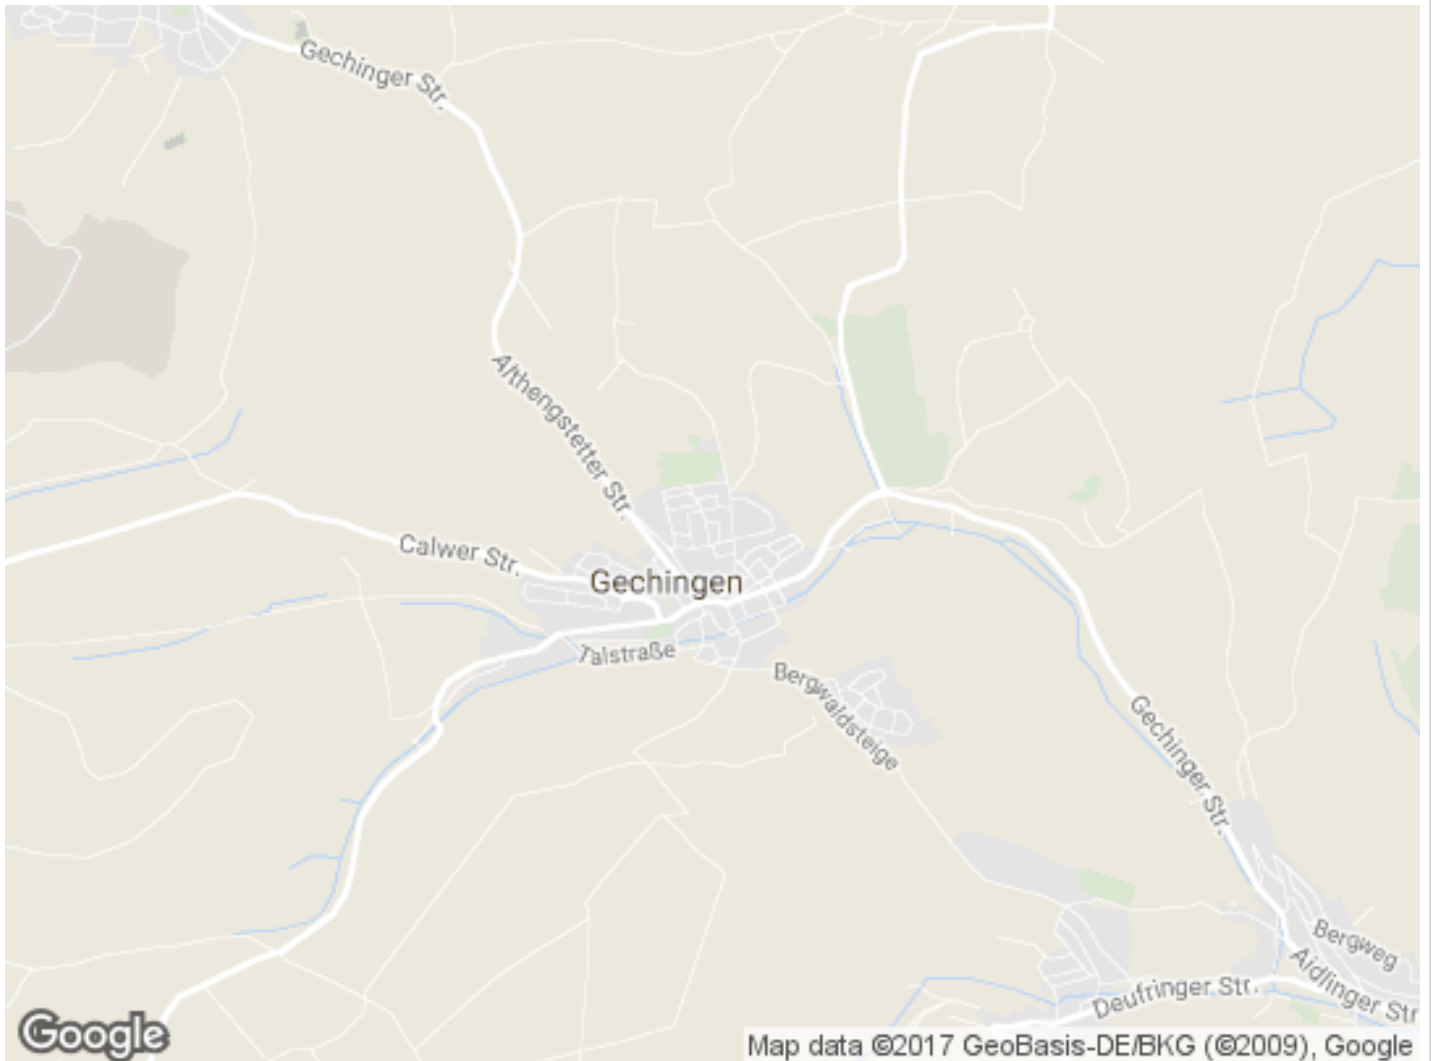 Gechinger Str.
Althengstetter Str.
Calwer Str.
Gechingen
Talstraße
Bergwaldsteige
Gechinger Str.
Bergweg
Aidlinger Str
Deufringer Str.
Google
Map data ©2017 GeoBasis-DE/BKG (©2009), Google